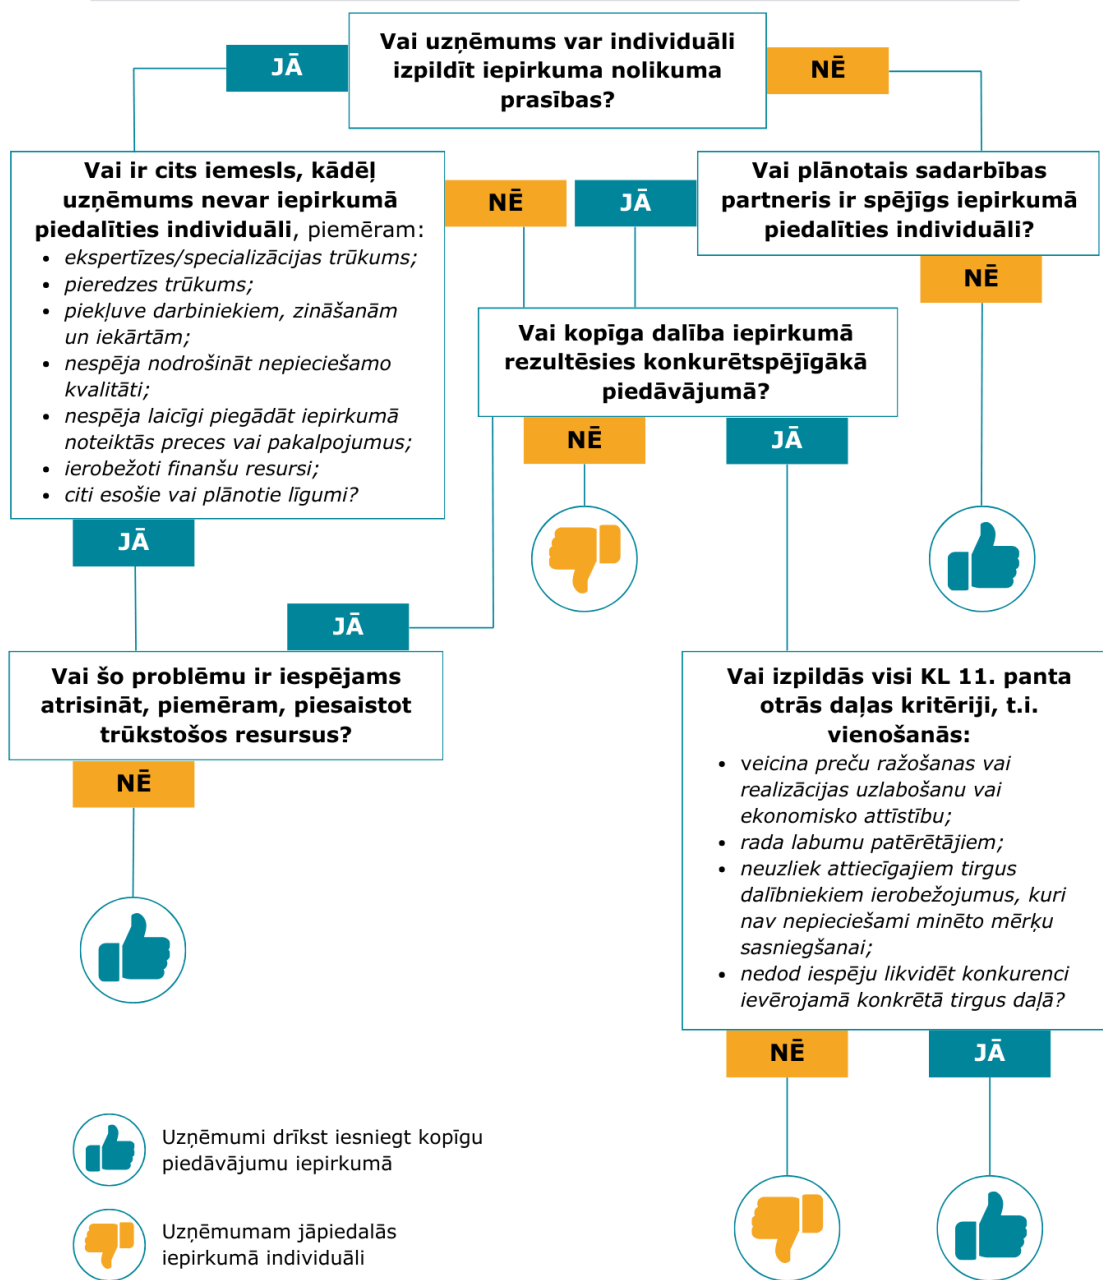 Vai uzņēmums var individuāli
izpildīt iepirkuma nolikuma
prasības?
JĀ
NĒ
Vai ir cits iemesls, kādēļ
uzņēmums nevar iepirkumā
piedalīties individuāli, piemēram:
• ekspertīzes/specializācijas trūkums;
• pieredzes trūkums;
• piekļuve darbiniekiem, zināšanām
un iekārtām;
• nespēja nodrošināt nepieciešamo
kvalitāti;
• nespēja laicīgi piegādāt iepirkumā
noteiktās preces vai pakalpojumus;
• ierobežoti finanšu resursi;
• citi esošie vai plānotie līgumi?
NĒ
JĀ
Vai plānotais sadarbības
partneris ir spējīgs iepirkumā
piedalīties individuāli?
JĀ
NĒ
Vai kopīga dalība iepirkumā
rezultēsies konkurētspējīgākā
piedāvājumā?
NĒ
JĀ
JĀ
Vai šo problēmu ir iespējams
atrisināt, piemēram, piesaistot
trūkstošos resursus?
NĒ
Vai izpildās visi KL 11. panta
otrās daļas kritēriji, t.i.
vienošanās:
• veicina preču ražošanas vai
realizācijas uzlabošanu vai
ekonomisko attīstību;
• rada labumu patērētājiem;
• neuzliek attiecīgajiem tirgus
dalībniekiem ierobežojumus, kuri
nav nepieciešami minēto mērķu
sasniegšanai;
• nedod iespēju likvidēt konkurenci
ievērojamā konkrētā tirgus daļā?
NĒ
JĀ
Uzņēmumi drīkst iesniegt kopīgu
piedāvājumu iepirkumā
Uzņēmumam jāpiedalās
iepirkumā individuāli